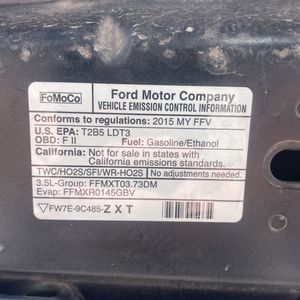 FoMoCo
Ford Motor Company
VEHICLE EMISSION CONTROL INFORMATION
Conforms to regulations: 2015 MY FFV
U.S. EPA: T2B5 LDT3
OBD: F II Fuel: Gasoline/Ethanol
California: Not for sale in states with
California emissions standards.
TWC/HO2S/SFI/WR-HO2S No adjustments needed.
3.5L-Group: FFMXT03.73DM
Evap: FFMXR0145GBV
FW7E-9C485-ZXT